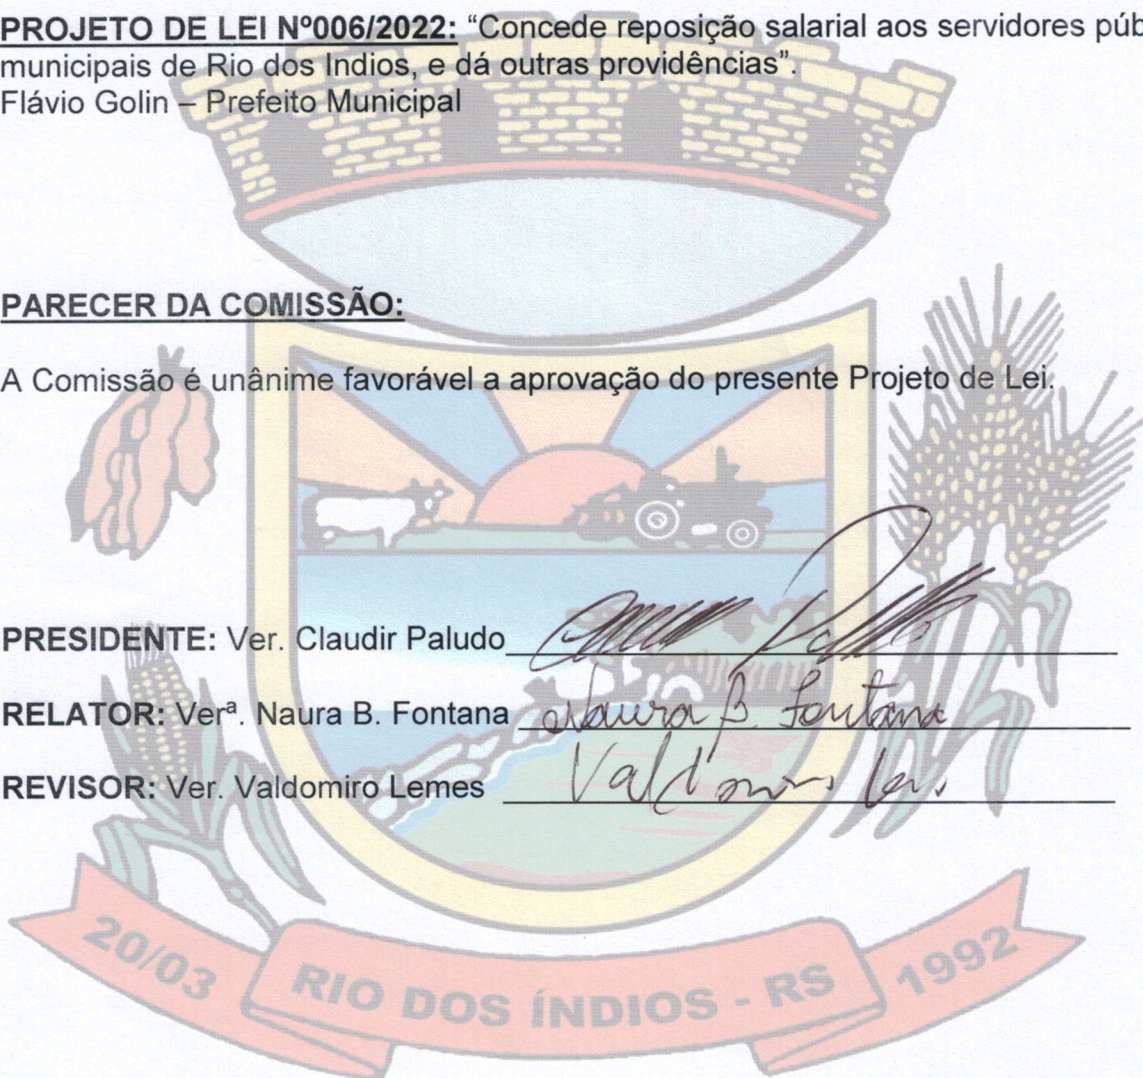 PROJETO DE LEI Nº006/2022: “Concede reposição salarial aos servidores púb
municipais de Rio dos Indios, e dá outras providências”.
Flávio Golin – Prefeito Municipal
PARECER DA COMISSÃO:
A Comissão é unânime favorável a aprovação do presente Projeto de Lei.
PRESIDENTE: Ver. Claudir Paludo
RELATOR: Verª. Naura B. Fontana Naura B. Fontana
REVISOR: Ver. Valdomiro Lemes
20/03 RIO DOS ÍNDIOS - RS 1992